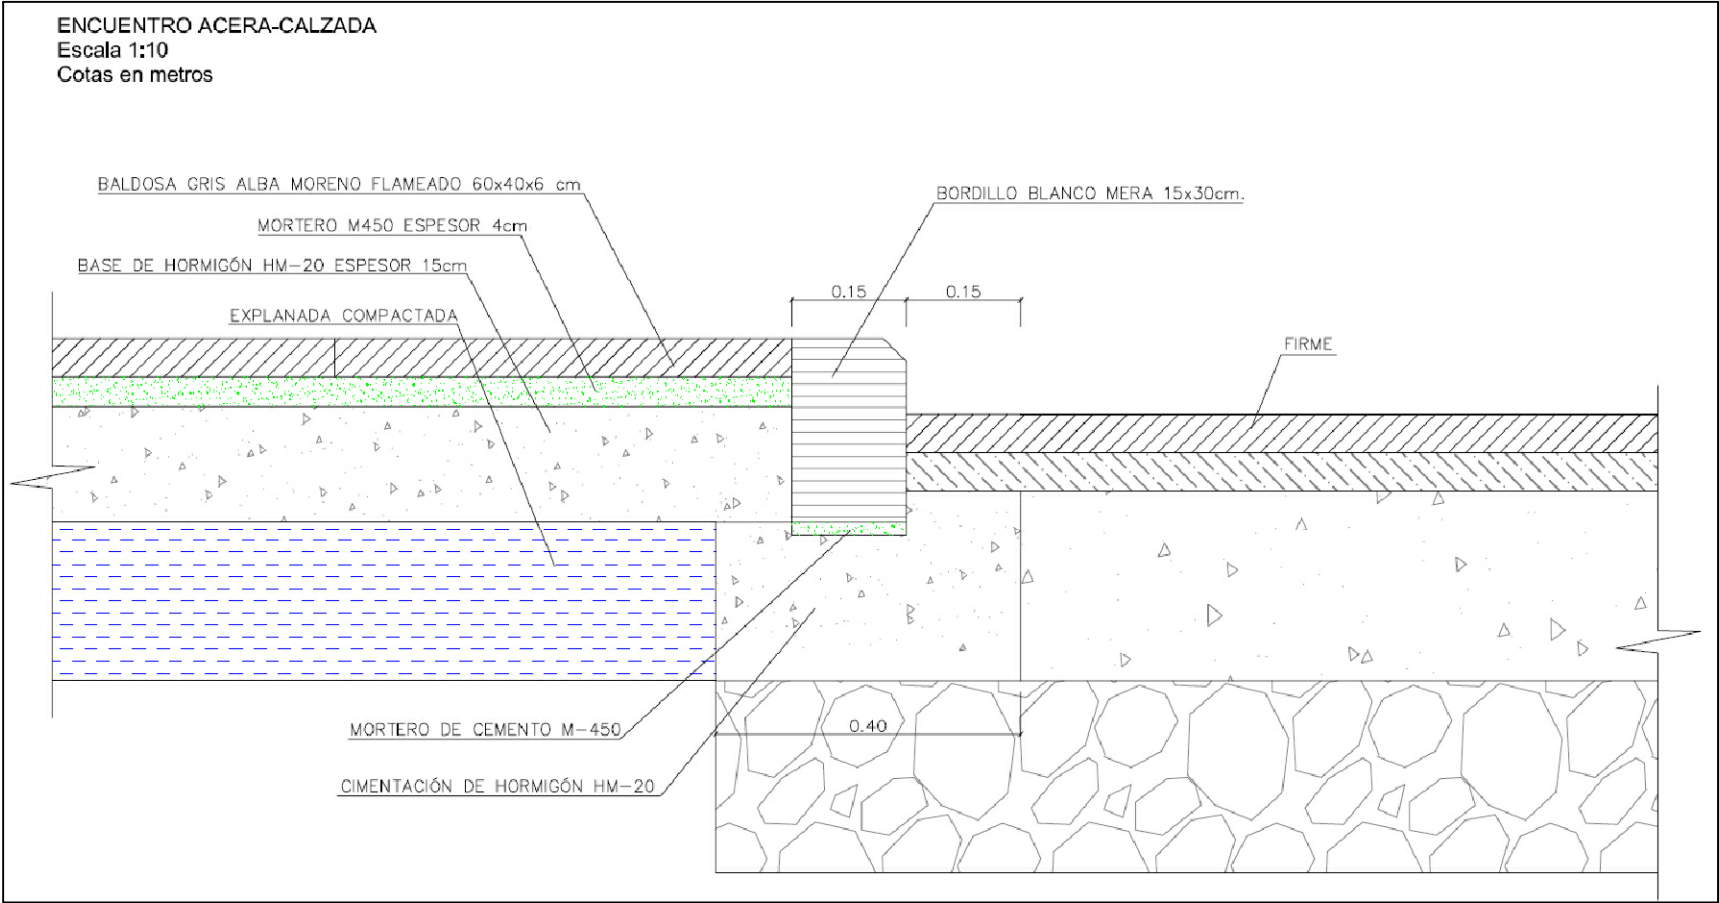 ENCUENTRO ACERA-CALZADA
Escala 1:10
Cotas en metros
BALDOSA GRIS ALBA MORENO FLAMEADO 60x40x6 cm
BORDILLO BLANCO MERA 15x30cm.
MORTERO M450 ESPESOR 4cm
BASE DE HORMIGÓN HM-20 ESPESOR 15cm
0.15
0.15
EXPLANADA COMPACTADA
FIRME
MORTERO DE CEMENTO M-450
0.40
CIMENTACIÓN DE HORMIGÓN HM-20